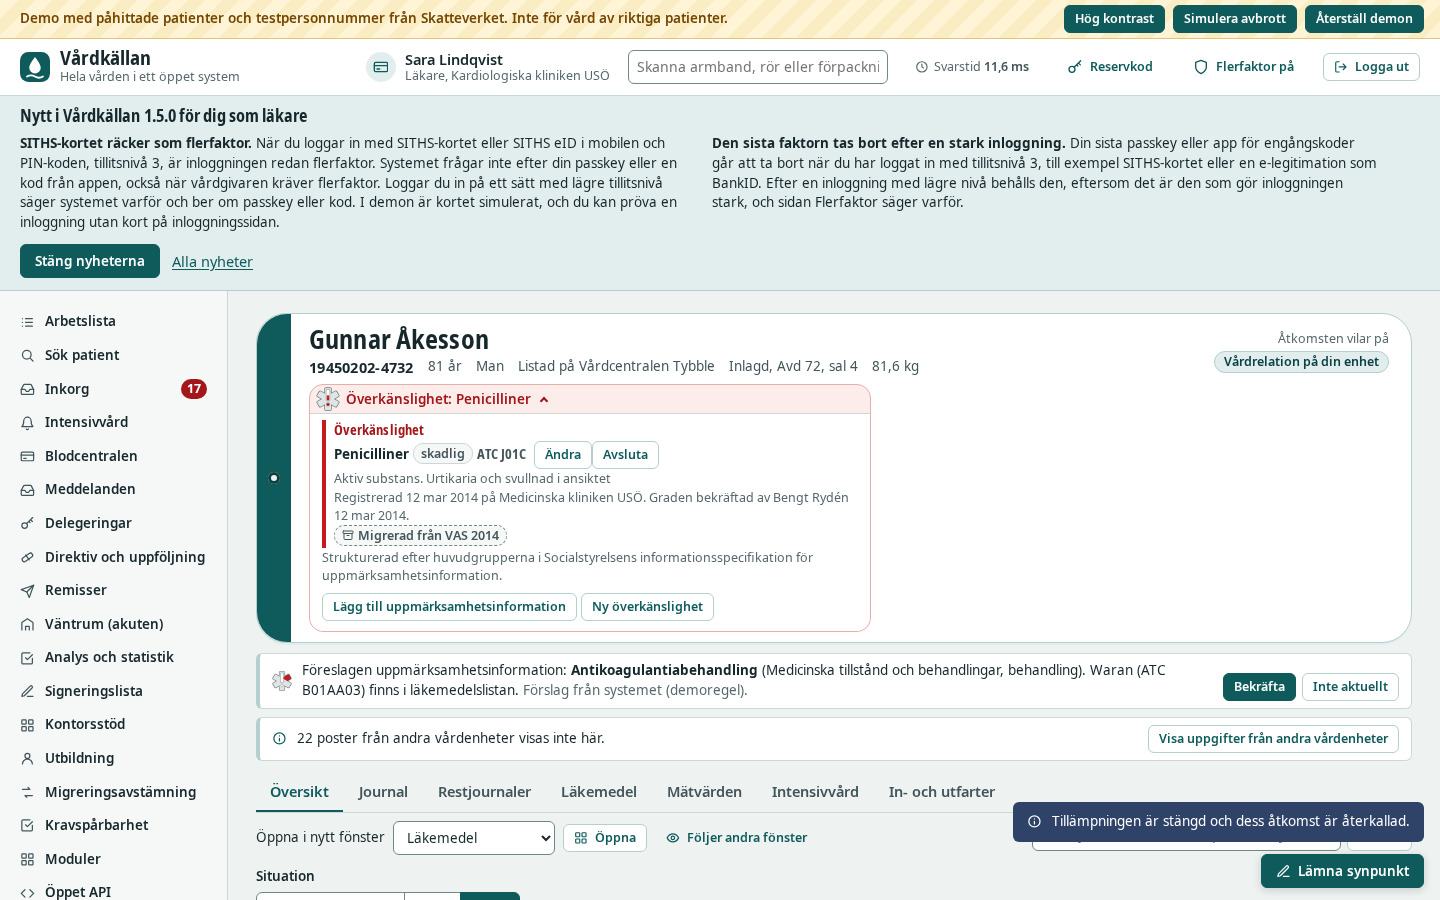 Demo med påhittade patienter och testpersonnummer från Skatteverket. Inte för vård av riktiga patienter.
Hög kontrast
Simulera avbrott
Återställ demon
Vårdkällan
Hela vården i ett öppet system
Sara Lindqvist
Läkare, Kardiologiska kliniken USÖ
Skanna armband, rör eller förpackni
Svarstid 11,6 ms
Reservkod
Flerfaktor på
Logga ut
Nytt i Vårdkällan 1.5.0 för dig som läkare
SITHS-kortet räcker som flerfaktor. När du loggar in med SITHS-kortet eller SITHS eID i mobilen och
PIN-koden, tillitsnivå 3, är inloggningen redan flerfaktor. Systemet frågar inte efter din passkey eller en
kod från appen, också när vårdgivaren kräver flerfaktor. Loggar du in på ett sätt med lägre tillitsnivå
säger systemet varför och ber om passkey eller kod. I demon är kortet simulerat, och du kan pröva en
inloggning utan kort på inloggningssidan.
Den sista faktorn tas bort efter en stark inloggning. Din sista passkey eller app för engångskoder
går att ta bort när du har loggat in med tillitsnivå 3, till exempel SITHS-kortet eller en e-legitimation som
BankID. Efter en inloggning med lägre nivå behålls den, eftersom det är den som gör inloggningen
stark, och sidan Flerfaktor säger varför.
Stäng nyheterna
Alla nyheter
Arbetslista
Sök patient
Inkorg
17
Intensivvård
Blodcentralen
Meddelanden
Delegeringar
Direktiv och uppföljning
Remisser
Väntrum (akuten)
Analys och statistik
Signeringslista
Kontorsstöd
Utbildning
Migreringsavstämning
Kravspårbarhet
Moduler
Öppet API
Gunnar Åkesson
19450202-4732
81 år
Man
Listad på Vårdcentralen Tybble
Inlagd, Avd 72, sal 4
81,6 kg
Åtkomsten vilar på
Vårdrelation på din enhet
Överkänslighet: Penicilliner
Överkänslighet
Penicilliner
skadlig
ATC J01C
Ändra
Avsluta
Aktiv substans. Urtikaria och svullnad i ansiktet
Registrerad 12 mar 2014 på Medicinska kliniken USÖ. Graden bekräftad av Bengt Rydén
12 mar 2014.
Migrerad från VAS 2014
Strukturerad efter huvudgrupperna i Socialstyrelsens informationsspecifikation för
uppmärksamhetsinformation.
Lägg till uppmärksamhetsinformation
Ny överkänslighet
Föreslagen uppmärksamhetsinformation: Antikoagulantiabehandling (Medicinska tillstånd och behandlingar, behandling). Waran (ATC
B01AA03) finns i läkemedelslistan. Förslag från systemet (demoregel).
Bekräfta
Inte aktuellt
22 poster från andra vårdenheter visas inte här.
Visa uppgifter från andra vårdenheter
Översikt
Journal
Restjournaler
Läkemedel
Mätvärden
Intensivvård
In- och utfarter
Öppna i nytt fönster
Läkemedel
Öppna
Följer andra fönster
Tillämpningen är stängd och dess åtkomst är återkallad.
Lämna synpunkt
Situation